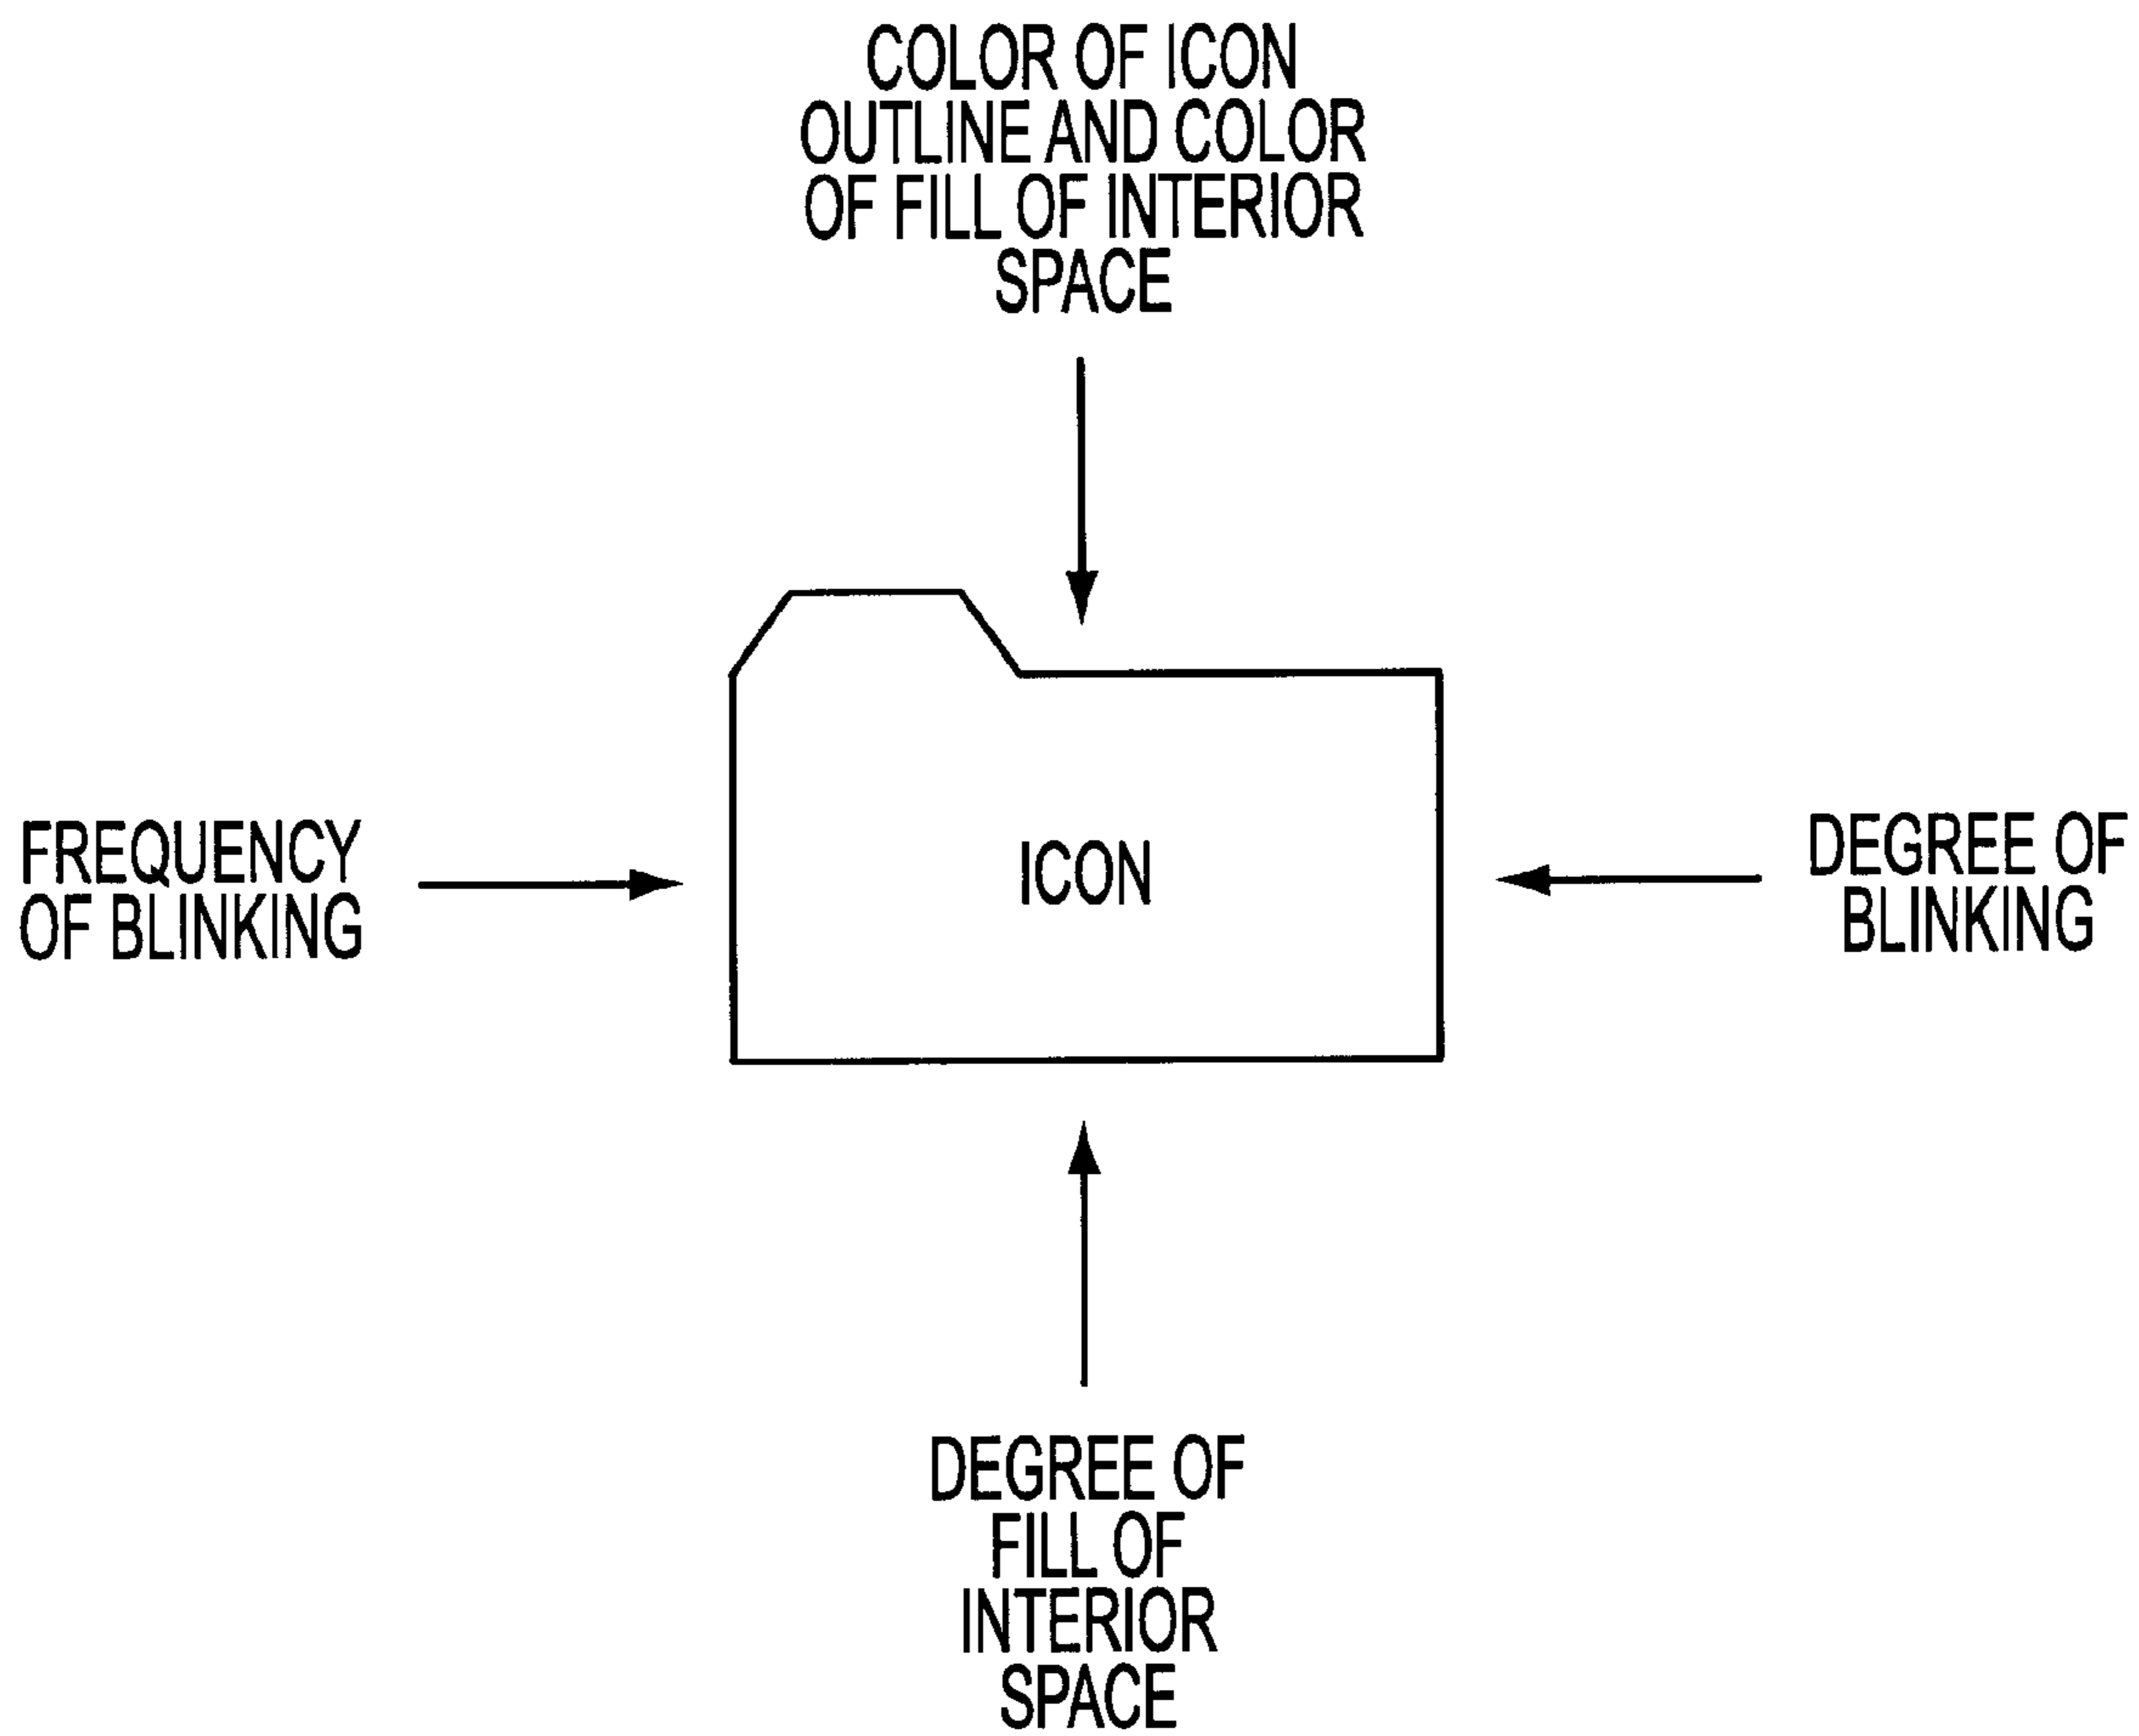 COLOR OF ICON
OUTLINE AND COLOR
OF FILL OF INTERIOR
SPACE
FREQUENCY
OF BLINKING
ICON
DEGREE OF
BLINKING
DEGREE OF
FILL OF
INTERIOR
SPACE